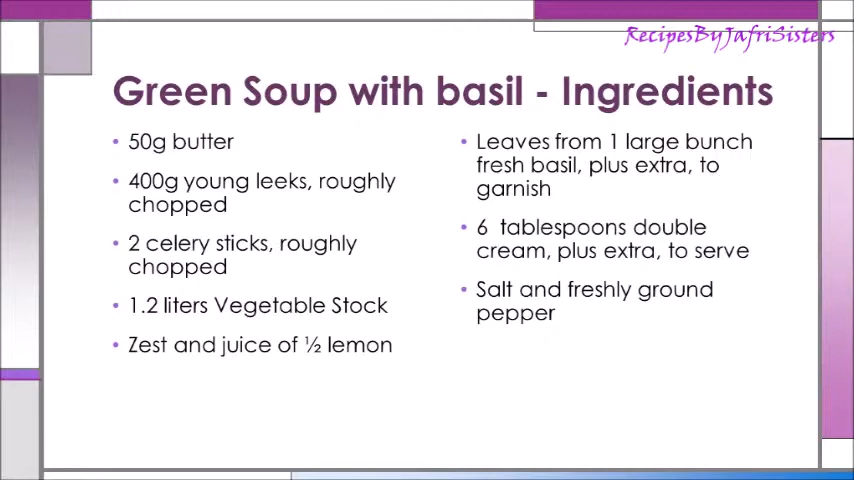 RecipesByJafriSisters
Green Soup with basil - Ingredients
• 50g butter
• 400g young leeks, roughly
chopped
• 2 celery sticks, roughly
chopped
• 1.2 liters Vegetable Stock
• Zest and juice of ½ lemon
• Leaves from 1 large bunch
fresh basil, plus extra, to
garnish
• 6 tablespoons double
cream, plus extra, to serve
• Salt and freshly ground
pepper